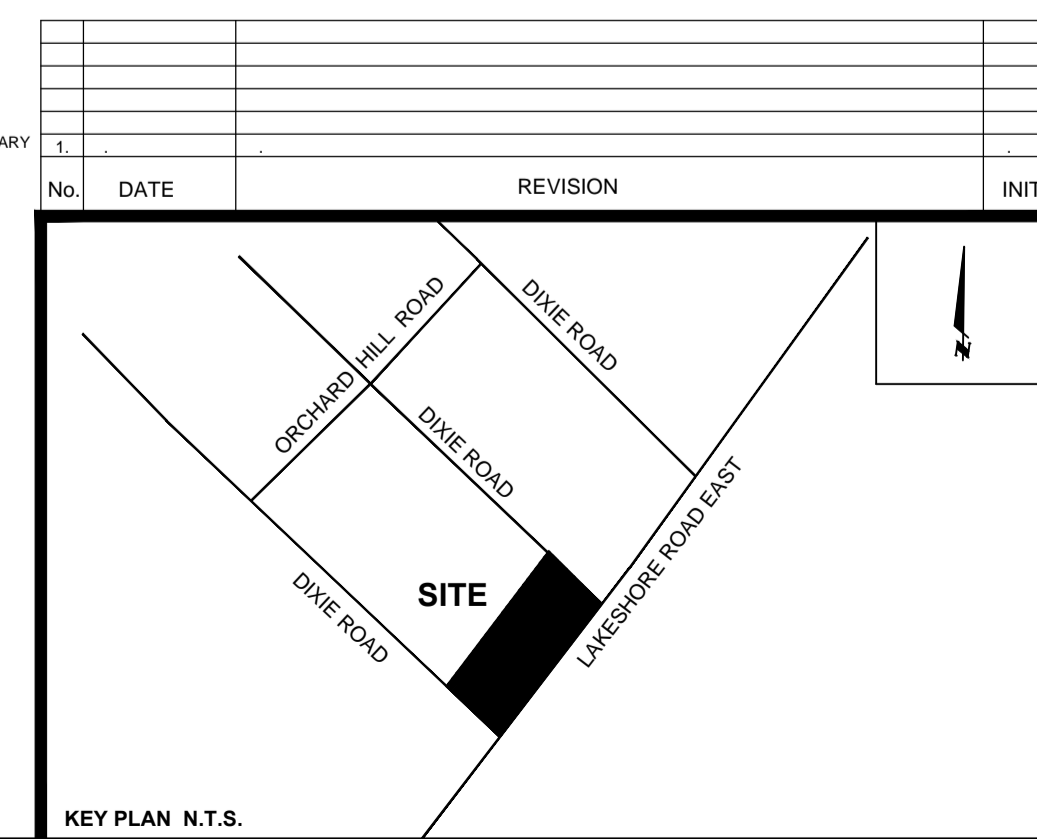 ARY
1. . . .
No. DATE REVISION INIT
DIXIE ROAD
ORCHARD HILL ROAD
DIXIE ROAD
N
LAKESHORE ROAD EAST
SITE
DIXIE ROAD
KEY PLAN N.T.S.